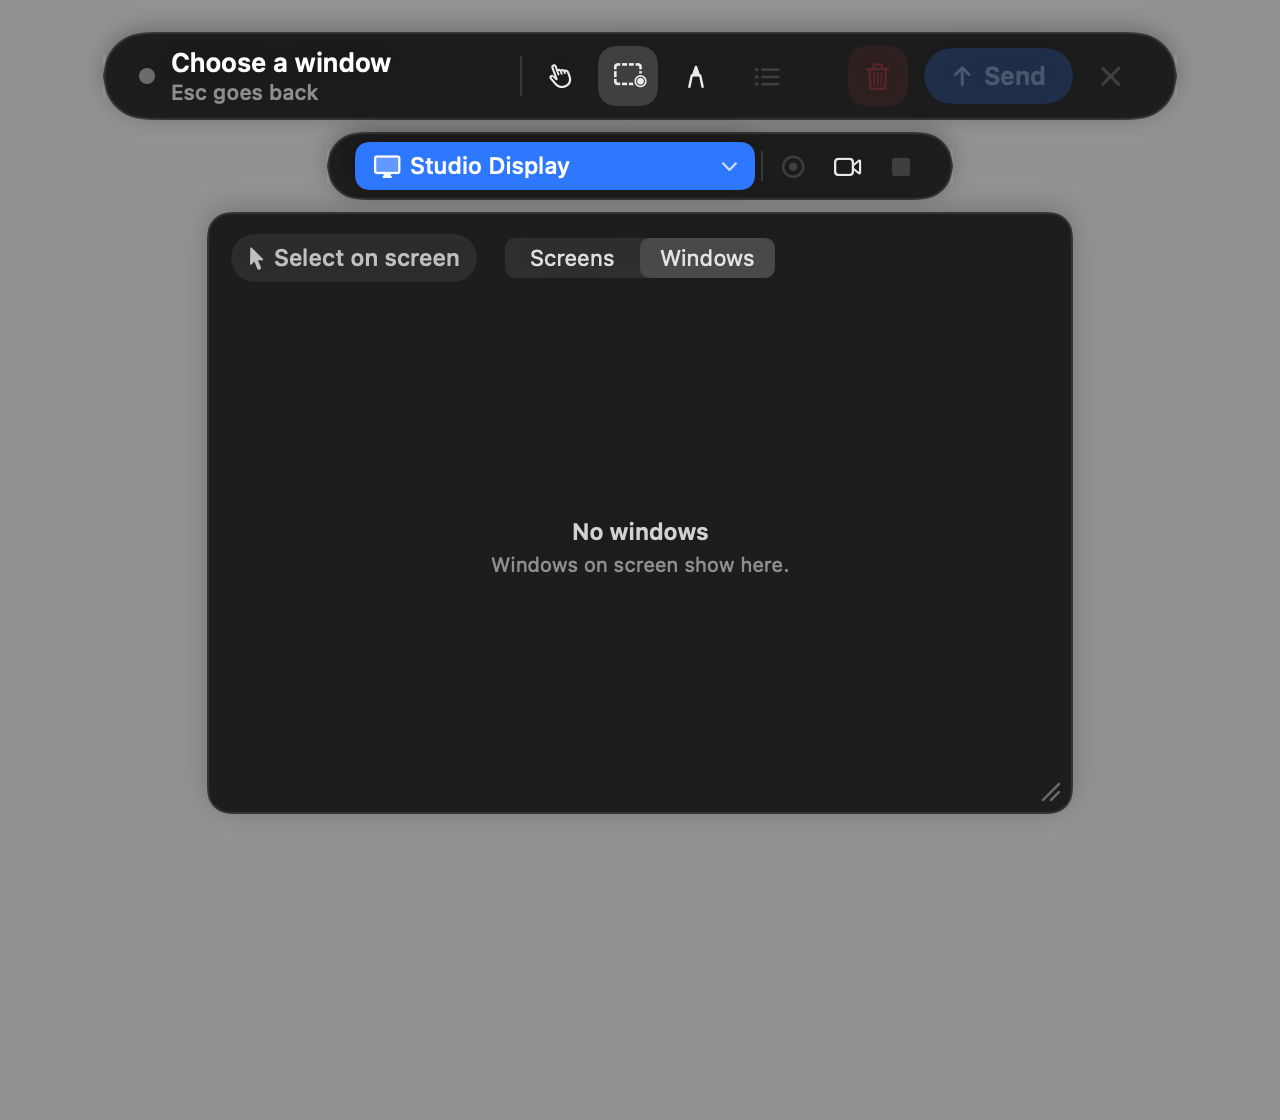 Choose a window
Esc goes back
Send
Studio Display
Select on screen
Screens
Windows
No windows
Windows on screen show here.